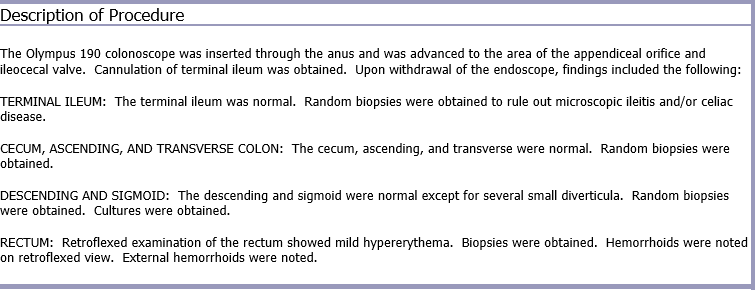 Description of Procedure
The Olympus 190 colonoscope was inserted through the anus and was advanced to the area of the appendiceal orifice and
ileocecal valve.  Cannulation of terminal ileum was obtained.  Upon withdrawal of the endoscope, findings included the following:
TERMINAL ILEUM:  The terminal ileum was normal.  Random biopsies were obtained to rule out microscopic ileitis and/or celiac
disease.
CECUM, ASCENDING, AND TRANSVERSE COLON:  The cecum, ascending, and transverse were normal.  Random biopsies were
obtained.
DESCENDING AND SIGMOID:  The descending and sigmoid were normal except for several small diverticula.  Random biopsies
were obtained.  Cultures were obtained.
RECTUM:  Retroflexed examination of the rectum showed mild hypererythema.  Biopsies were obtained.  Hemorrhoids were noted
on retroflexed view.  External hemorrhoids were noted.